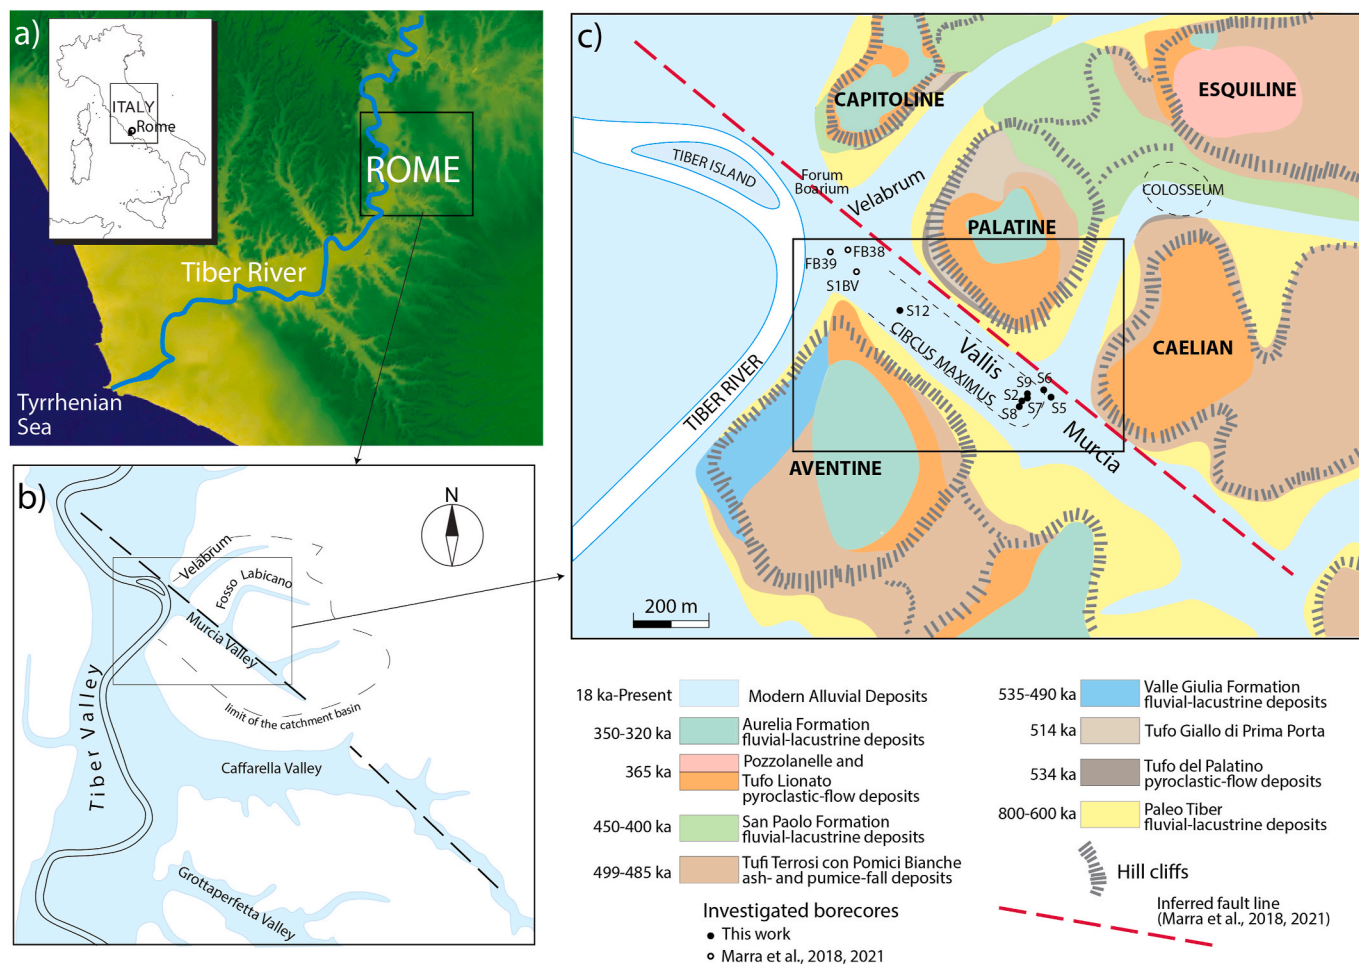 a)
ITALY
Rome
ROME
Tiber River
Tyrrhenian
Sea
b)
N
Velabrum
Fosso Labicano
Murcia Valley
limit of the catchment basin
Tiber Valley
Caffarella Valley
Grottaperfetta Valley
c)
CAPITOLINE
ESQUILINE
TIBER ISLAND
Forum
Boarium
Velabrum
COLOSSEUM
PALATINE
FB38
FB39
S1BV
S12
CIRCUS MAXIMUS
Vallis
Murcia
S9
S6
S2
S7
S5
S8
CAELIAN
TIBER RIVER
AVENTINE
200 m
18 ka-Present
Modern Alluvial Deposits
350-320 ka
Aurelia Formation
fluvial-lacustrine deposits
365 ka
Pozzolanelle and
Tufo Lionato
pyroclastic-flow deposits
450-400 ka
San Paolo Formation
fluvial-lacustrine deposits
499-485 ka
Tufi Terrosi con Pomici Bianche
ash- and pumice-fall deposits
Investigated borecores
This work
Marra et al., 2018, 2021
535-490 ka
Valle Giulia Formation
fluvial-lacustrine deposits
514 ka
Tufo Giallo di Prima Porta
534 ka
Tufo del Palatino
pyroclastic-flow deposits
800-600 ka
Paleo Tiber
fluvial-lacustrine deposits
Hill cliffs
Inferred fault line
(Marra et al., 2018, 2021)